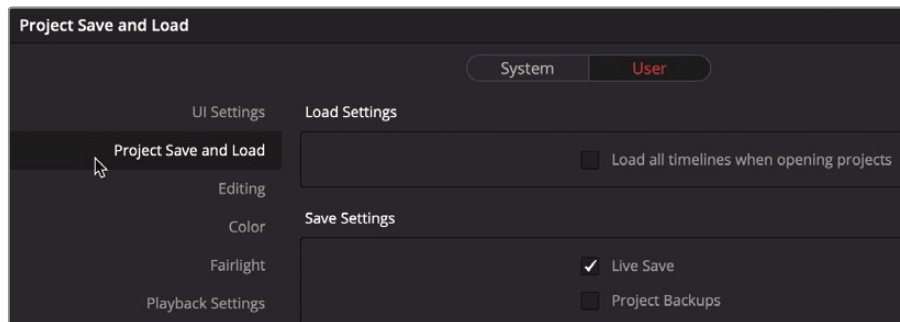 Project Save and Load
System User
UI Settings
Load Settings
Project Save and Load
Load all timelines when opening projects
Editing
Color
Save Settings
Fairlight
Live Save
Playback Settings
Project Backups